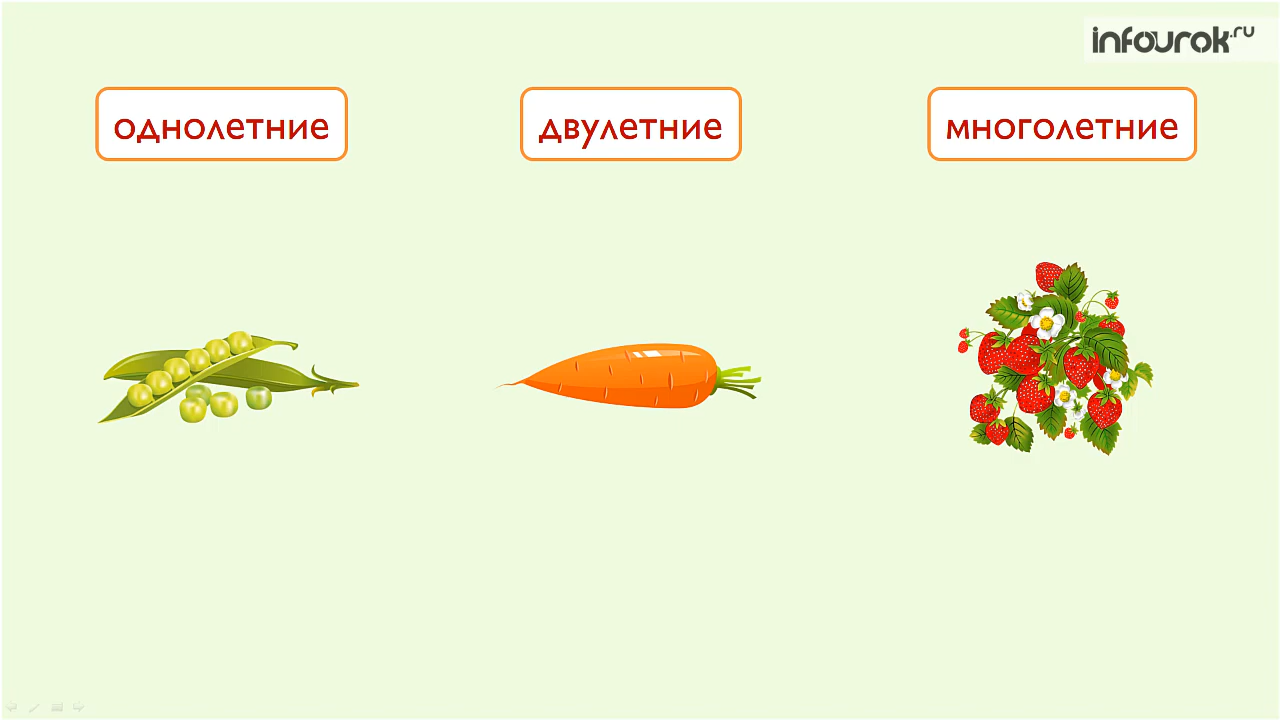 infourok.ru
однолетние
двулетние
многолетние